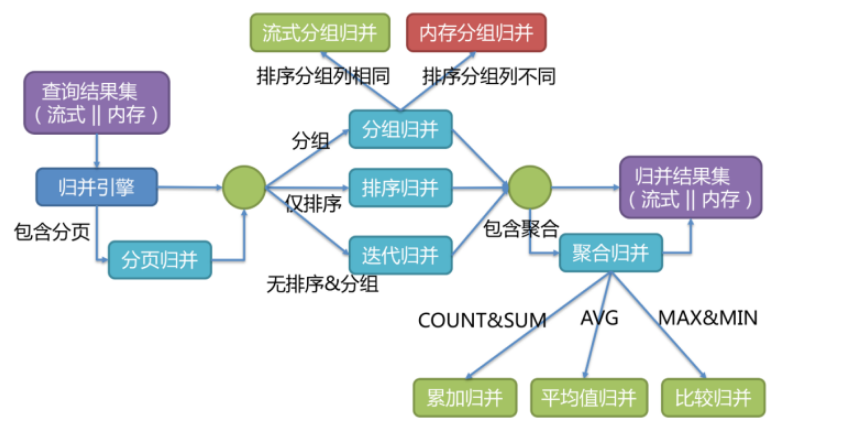 流式分组归并
内存分组归并
排序分组列相同
排序分组列不同
查询结果集
（流式 || 内存）
分组
分组归并
归并引擎
仅排序
排序归并
归并结果集
（流式 || 内存）
包含分页
分页归并
无排序&分组
迭代归并
包含聚合
聚合归并
COUNT&SUM
AVG
MAX&MIN
累加归并
平均值归并
比较归并